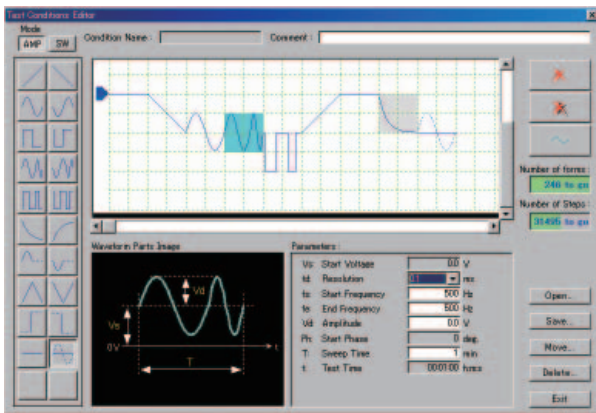 Test Conditions Editor
Mode
AMP SW
Condition Name : Comment :
Number of forms :
246 to go
Number of Steps :
31495 to go
Waveform Parts Image
Vd
Vs
0V
t
T
Parameters :
Vs: Start Voltage 0.0 V
td: Resolution 0.1 ms
fs: Start Frequency 500 Hz
fe: End Frequency 500 Hz
Vd: Amplitude 0.0 V
Ph: Start Phase 0 deg.
T: Sweep Time 1 min
t: Test Time 00:01:00 h:m:s
Open...
Save...
Move...
Delete...
Exit